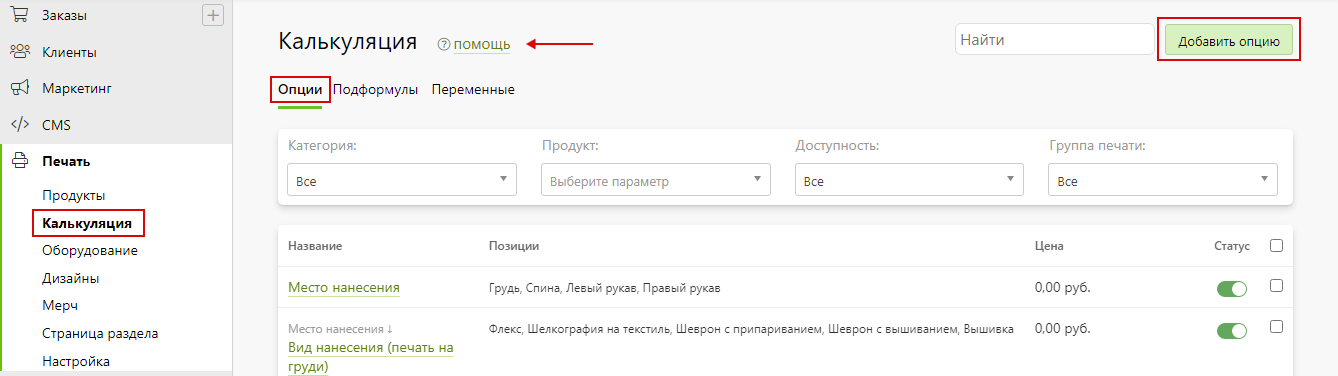 Заказы
Клиенты
Маркетинг
CMS
Печать
Продукты
Калькуляция
Оборудование
Дизайны
Мерч
Страница раздела
Настройка
Калькуляция
помощь
Найти
Добавить опцию
Опции Подформулы Переменные
Категория: Продукт: Доступность: Группа печати:
Все Выберите параметр Все Все
Название Позиции Цена Статус
Место нанесения Грудь, Спина, Левый рукав, Правый рукав 0,00 руб.
Место нанесения ↓ Флекс, Шелкография на текстиль, Шеврон с припариванием, Шеврон с вышиванием, Вышивка 0,00 руб.
Вид нанесения (печать на
груди)